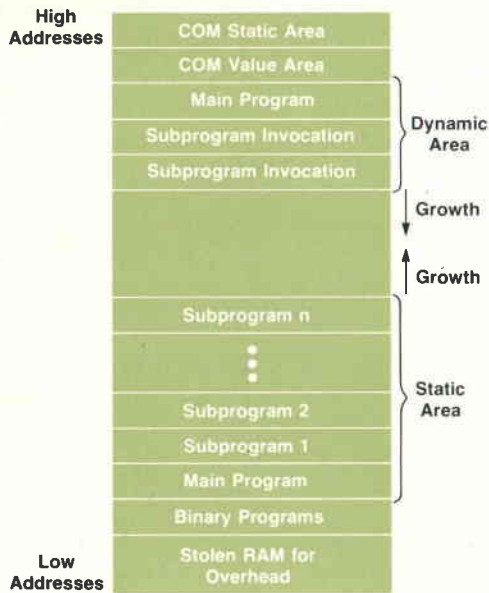 High
Addresses
COM Static Area
COM Value Area
Main Program
Subprogram Invocation
Subprogram Invocation
Dynamic
Area
Growth
Growth
Subprogram n
Subprogram 2
Subprogram 1
Main Program
Static
Area
Binary Programs
Stolen RAM for
Overhead
Low
Addresses